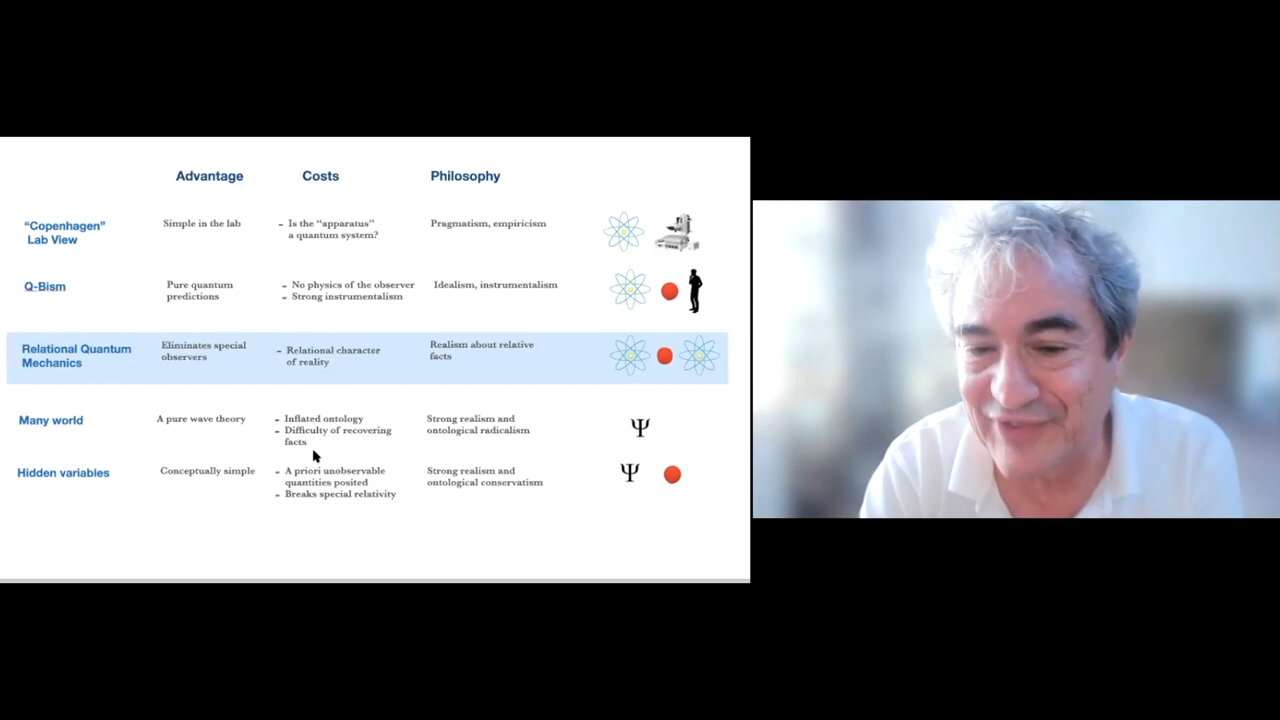 Advantage Costs Philosophy
“Copenhagen”
Lab View
Simple in the lab
- Is the “apparatus”
a quantum system?
Pragmatism, empiricism
Q-Bism
Pure quantum
predictions
- No physics of the observer
- Strong instrumentalism
Idealism, instrumentalism
Relational Quantum
Mechanics
Eliminates special
observers
- Relational character
of reality
Realism about relative
facts
Many world
A pure wave theory
- Inflated ontology
- Difficulty of recovering
facts
Strong realism and
ontological radicalism
Ψ
Hidden variables
Conceptually simple
- A priori unobservable
quantities posited
- Breaks special relativity
Strong realism and
ontological conservatism
Ψ